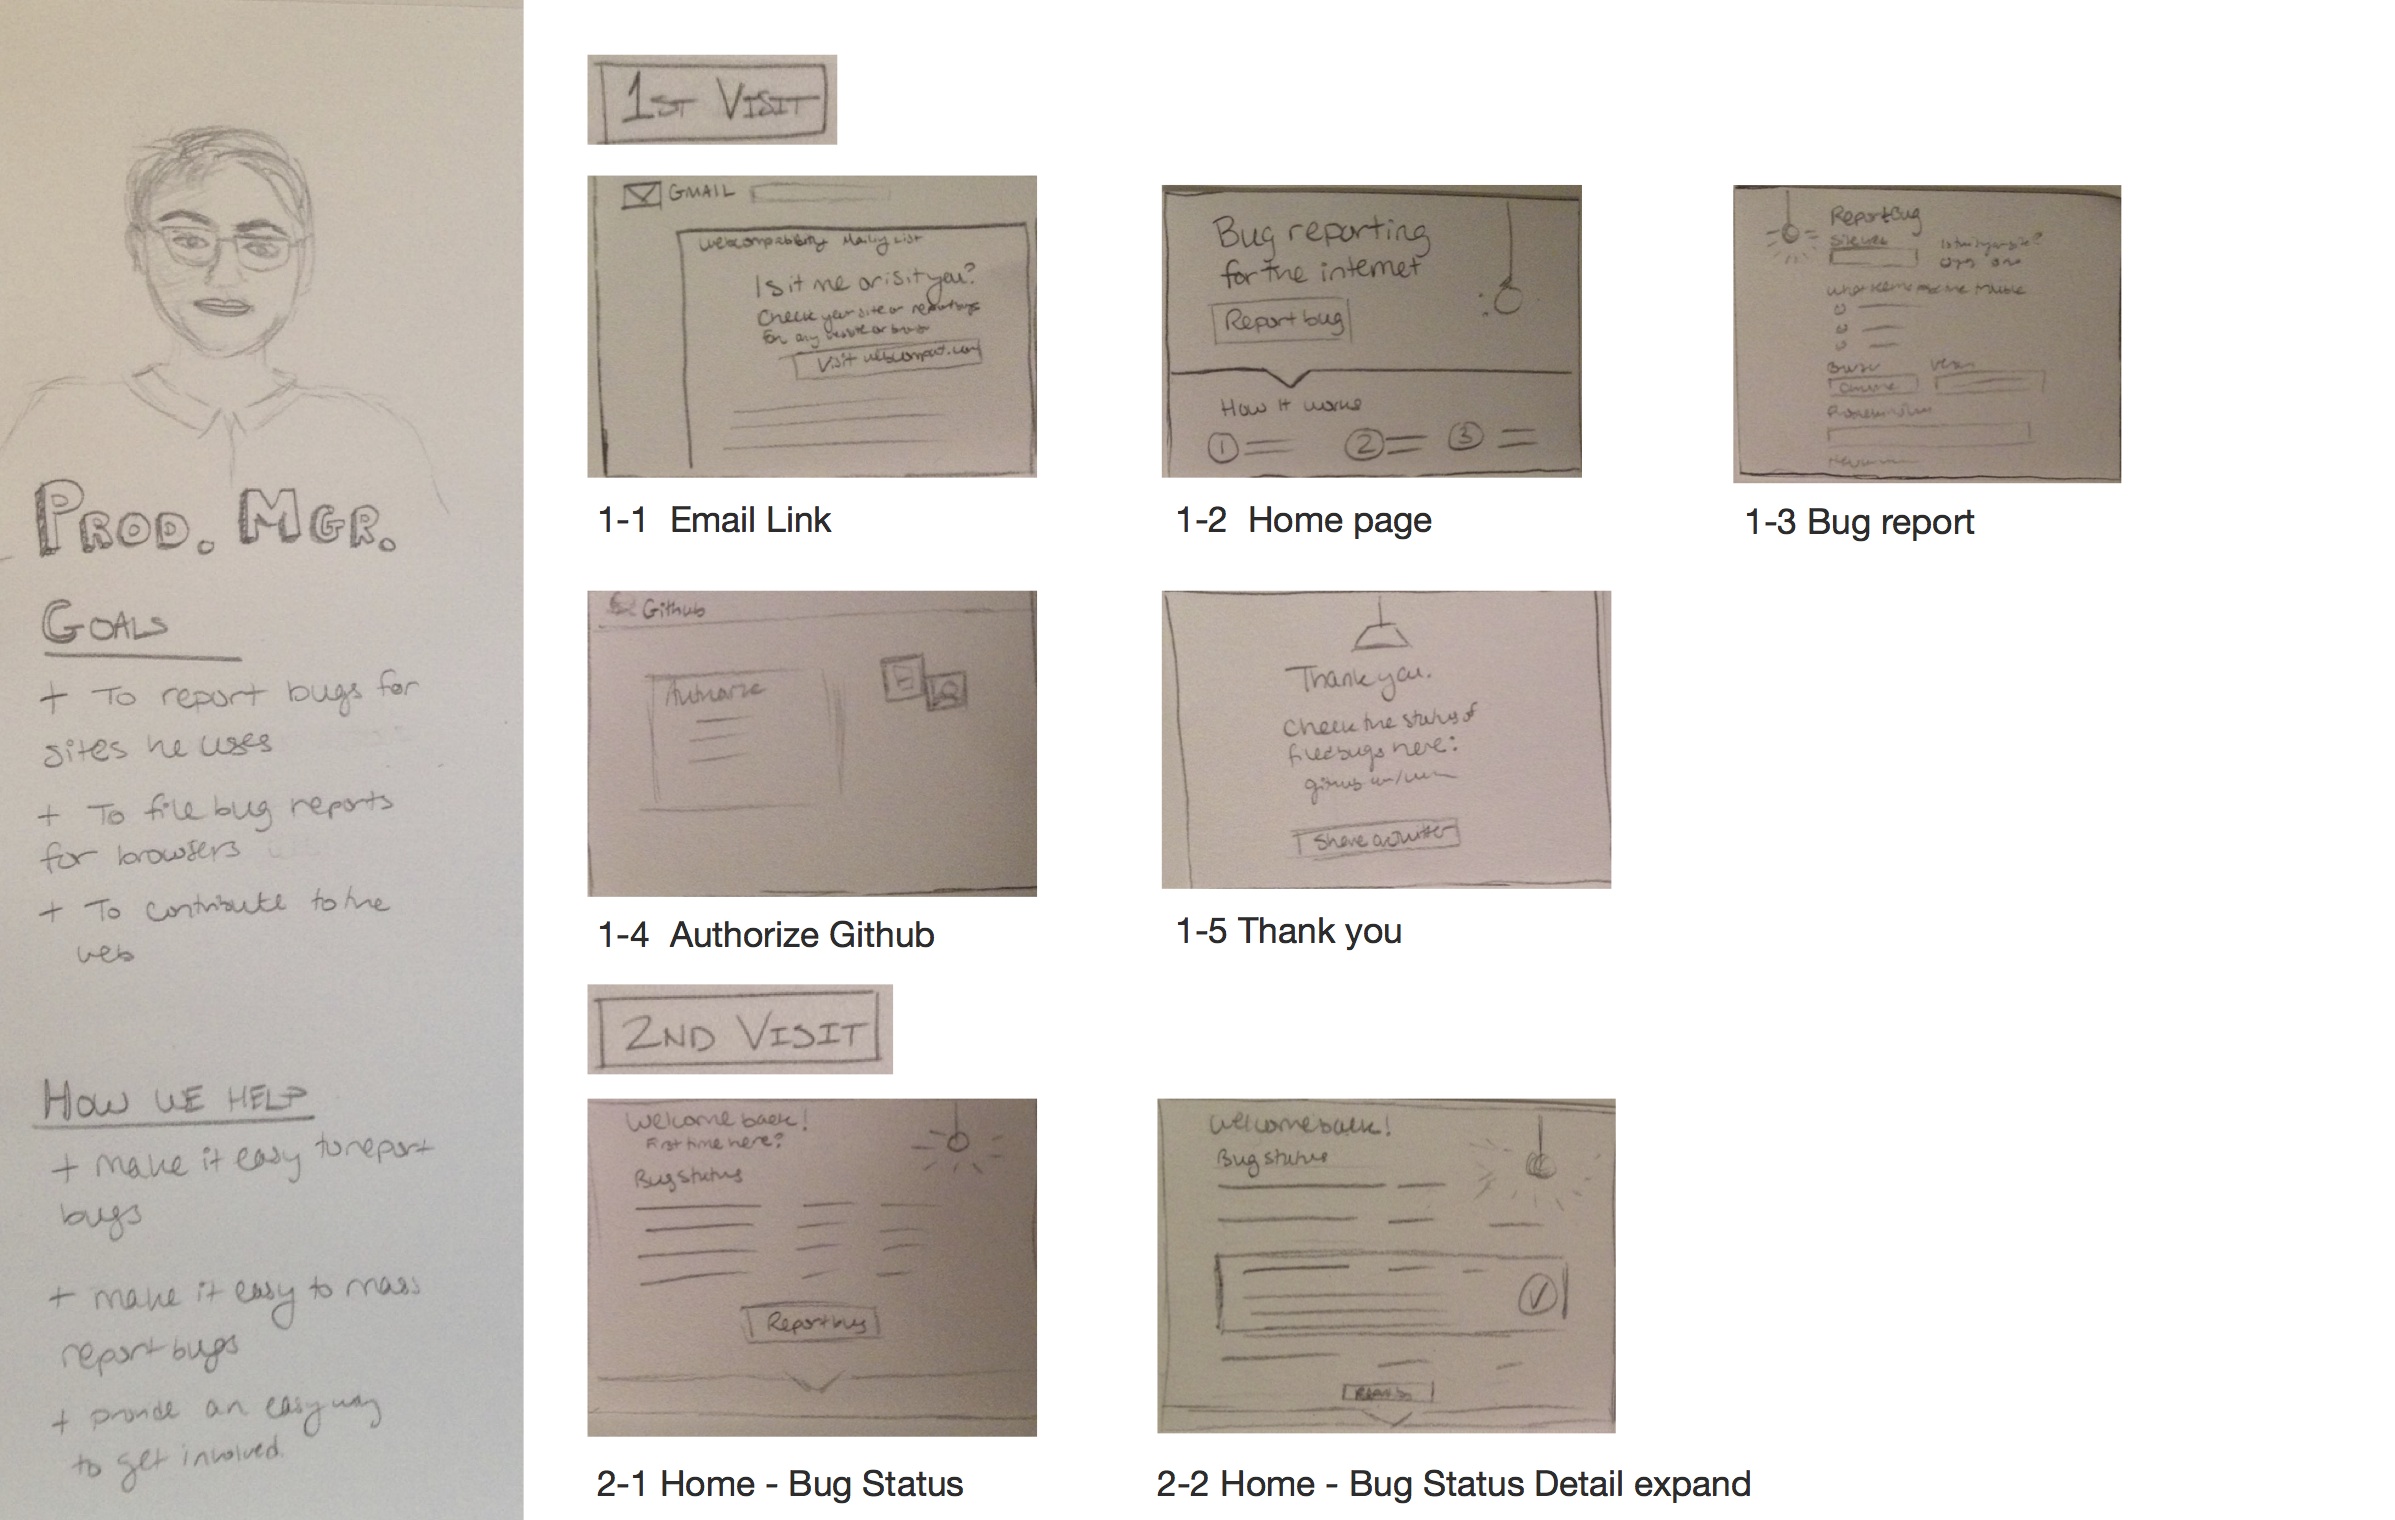 PROD. MGR.
GOALS
+ To report bugs for
sites he uses
+ To file bug reports
for browsers
+ To contribute to the
web
HOW WE HELP
+ make it easy to report
bugs
+ make it easy to mass
report bugs
+ provide an easy way
to get involved.
1ST VISIT
GMAIL
Webcompatibility Mailing List
Is it me or is it you?
Check your site or report bugs
for any
Visit webcompat.com
1-1 Email Link
Bug reporting
for the internet
Report bug
How it works
1 2 3
1-2 Home page
Report Bug
Is this your site?
Browser
Chrome
1-3 Bug report
Github
Authorize
1-4 Authorize Github
Thank you.
Check the status of
filed bugs here:
Share on twitter
1-5 Thank you
2ND VISIT
Welcome back!
First time here?
Bug status
Report bug
2-1 Home - Bug Status
Welcome back!
Bug status
2-2 Home - Bug Status Detail expand